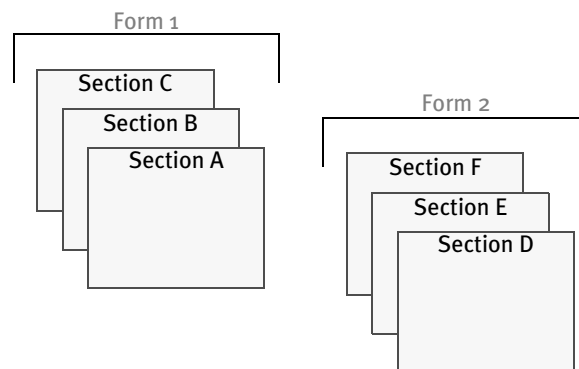 Form 1
Section C
Section B
Section A
Form 2
Section F
Section E
Section D